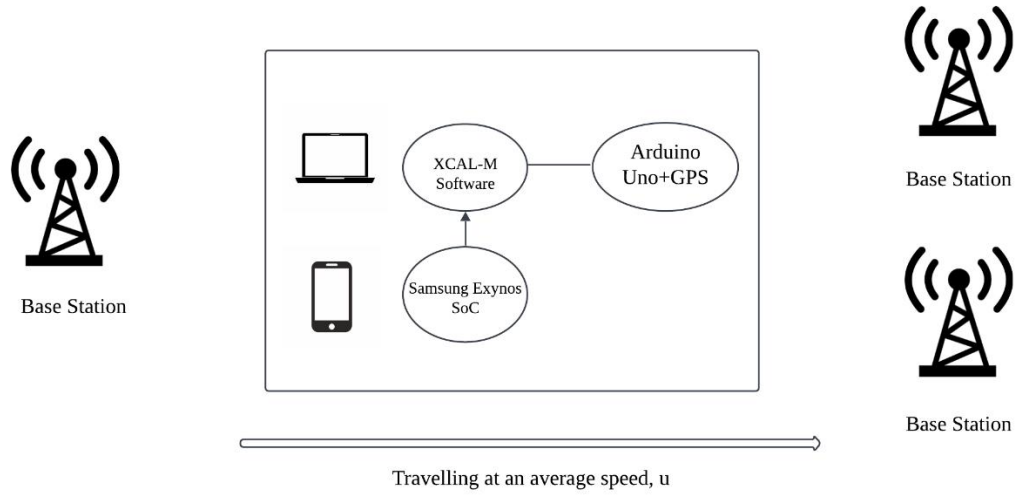 XCAL-M
Software
Arduino
Uno+GPS
Base Station
Samsung Exynos
SoC
Base Station
Base Station
Travelling at an average speed, u